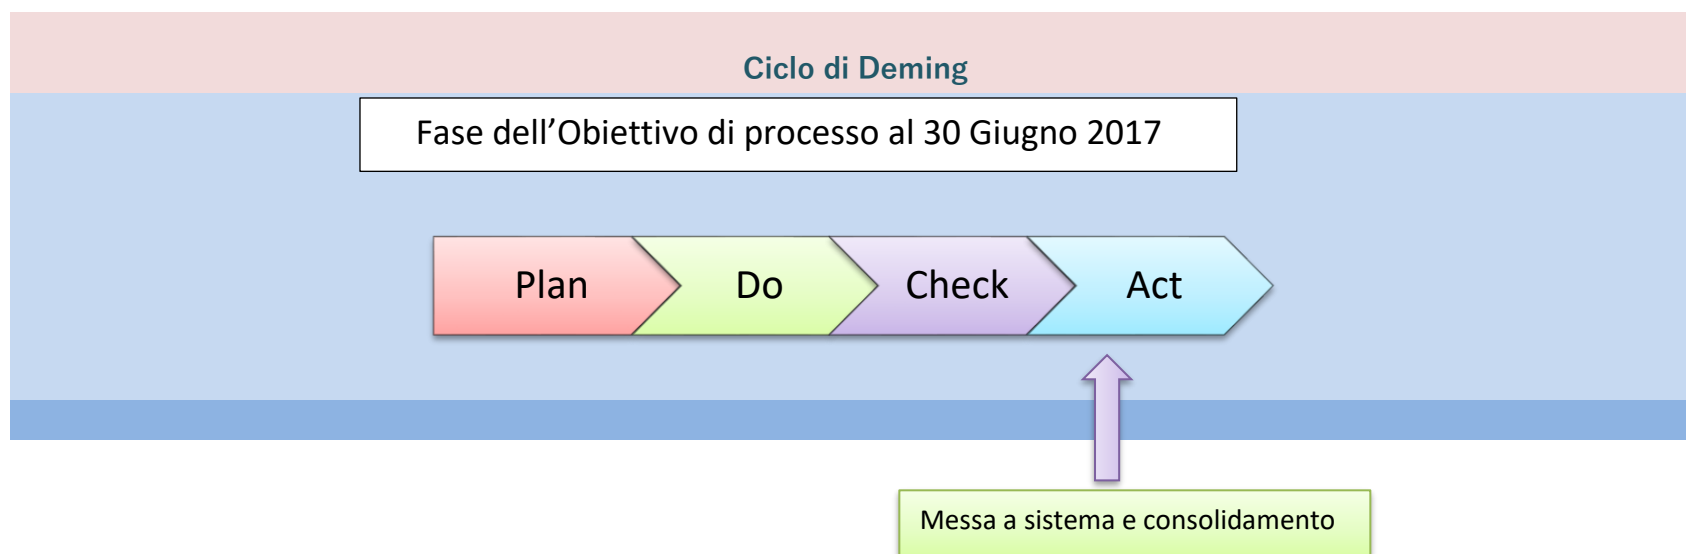 Ciclo di Deming
Fase dell’Obiettivo di processo al 30 Giugno 2017
Plan
Do
Check
Act
Messa a sistema e consolidamento